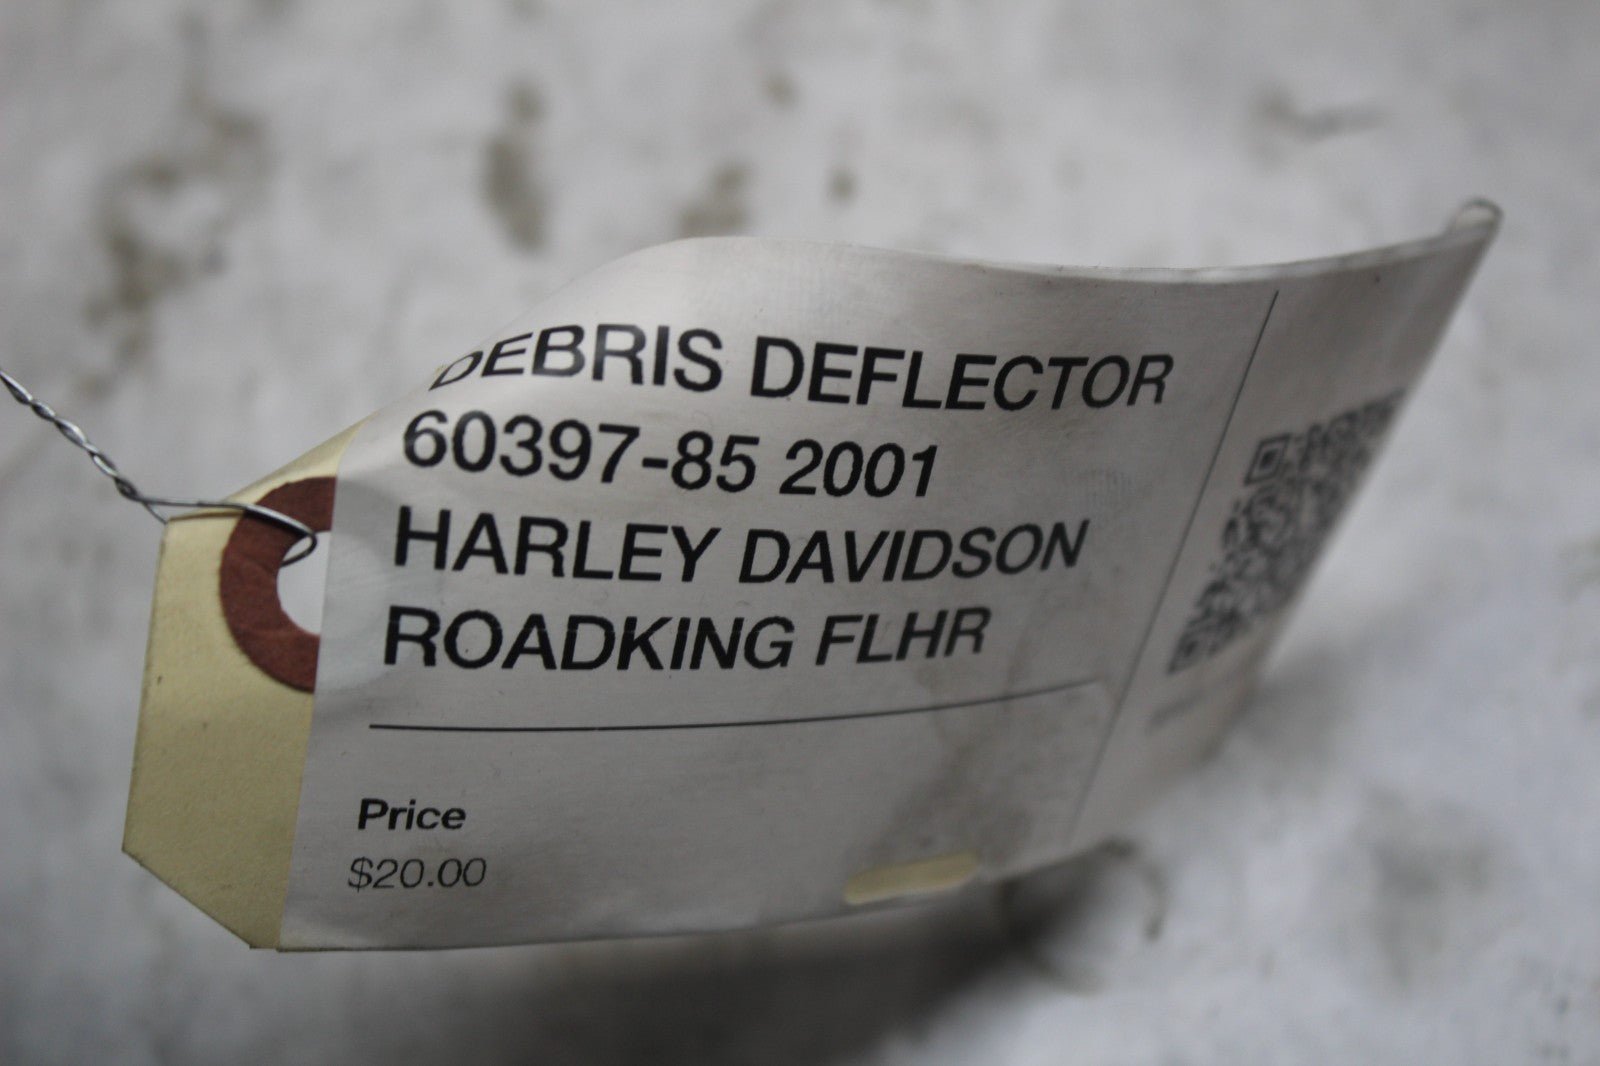 DEBRIS DEFLECTOR
60397-85 2001
HARLEY DAVIDSON
ROADKING FLHR
Price
$20.00